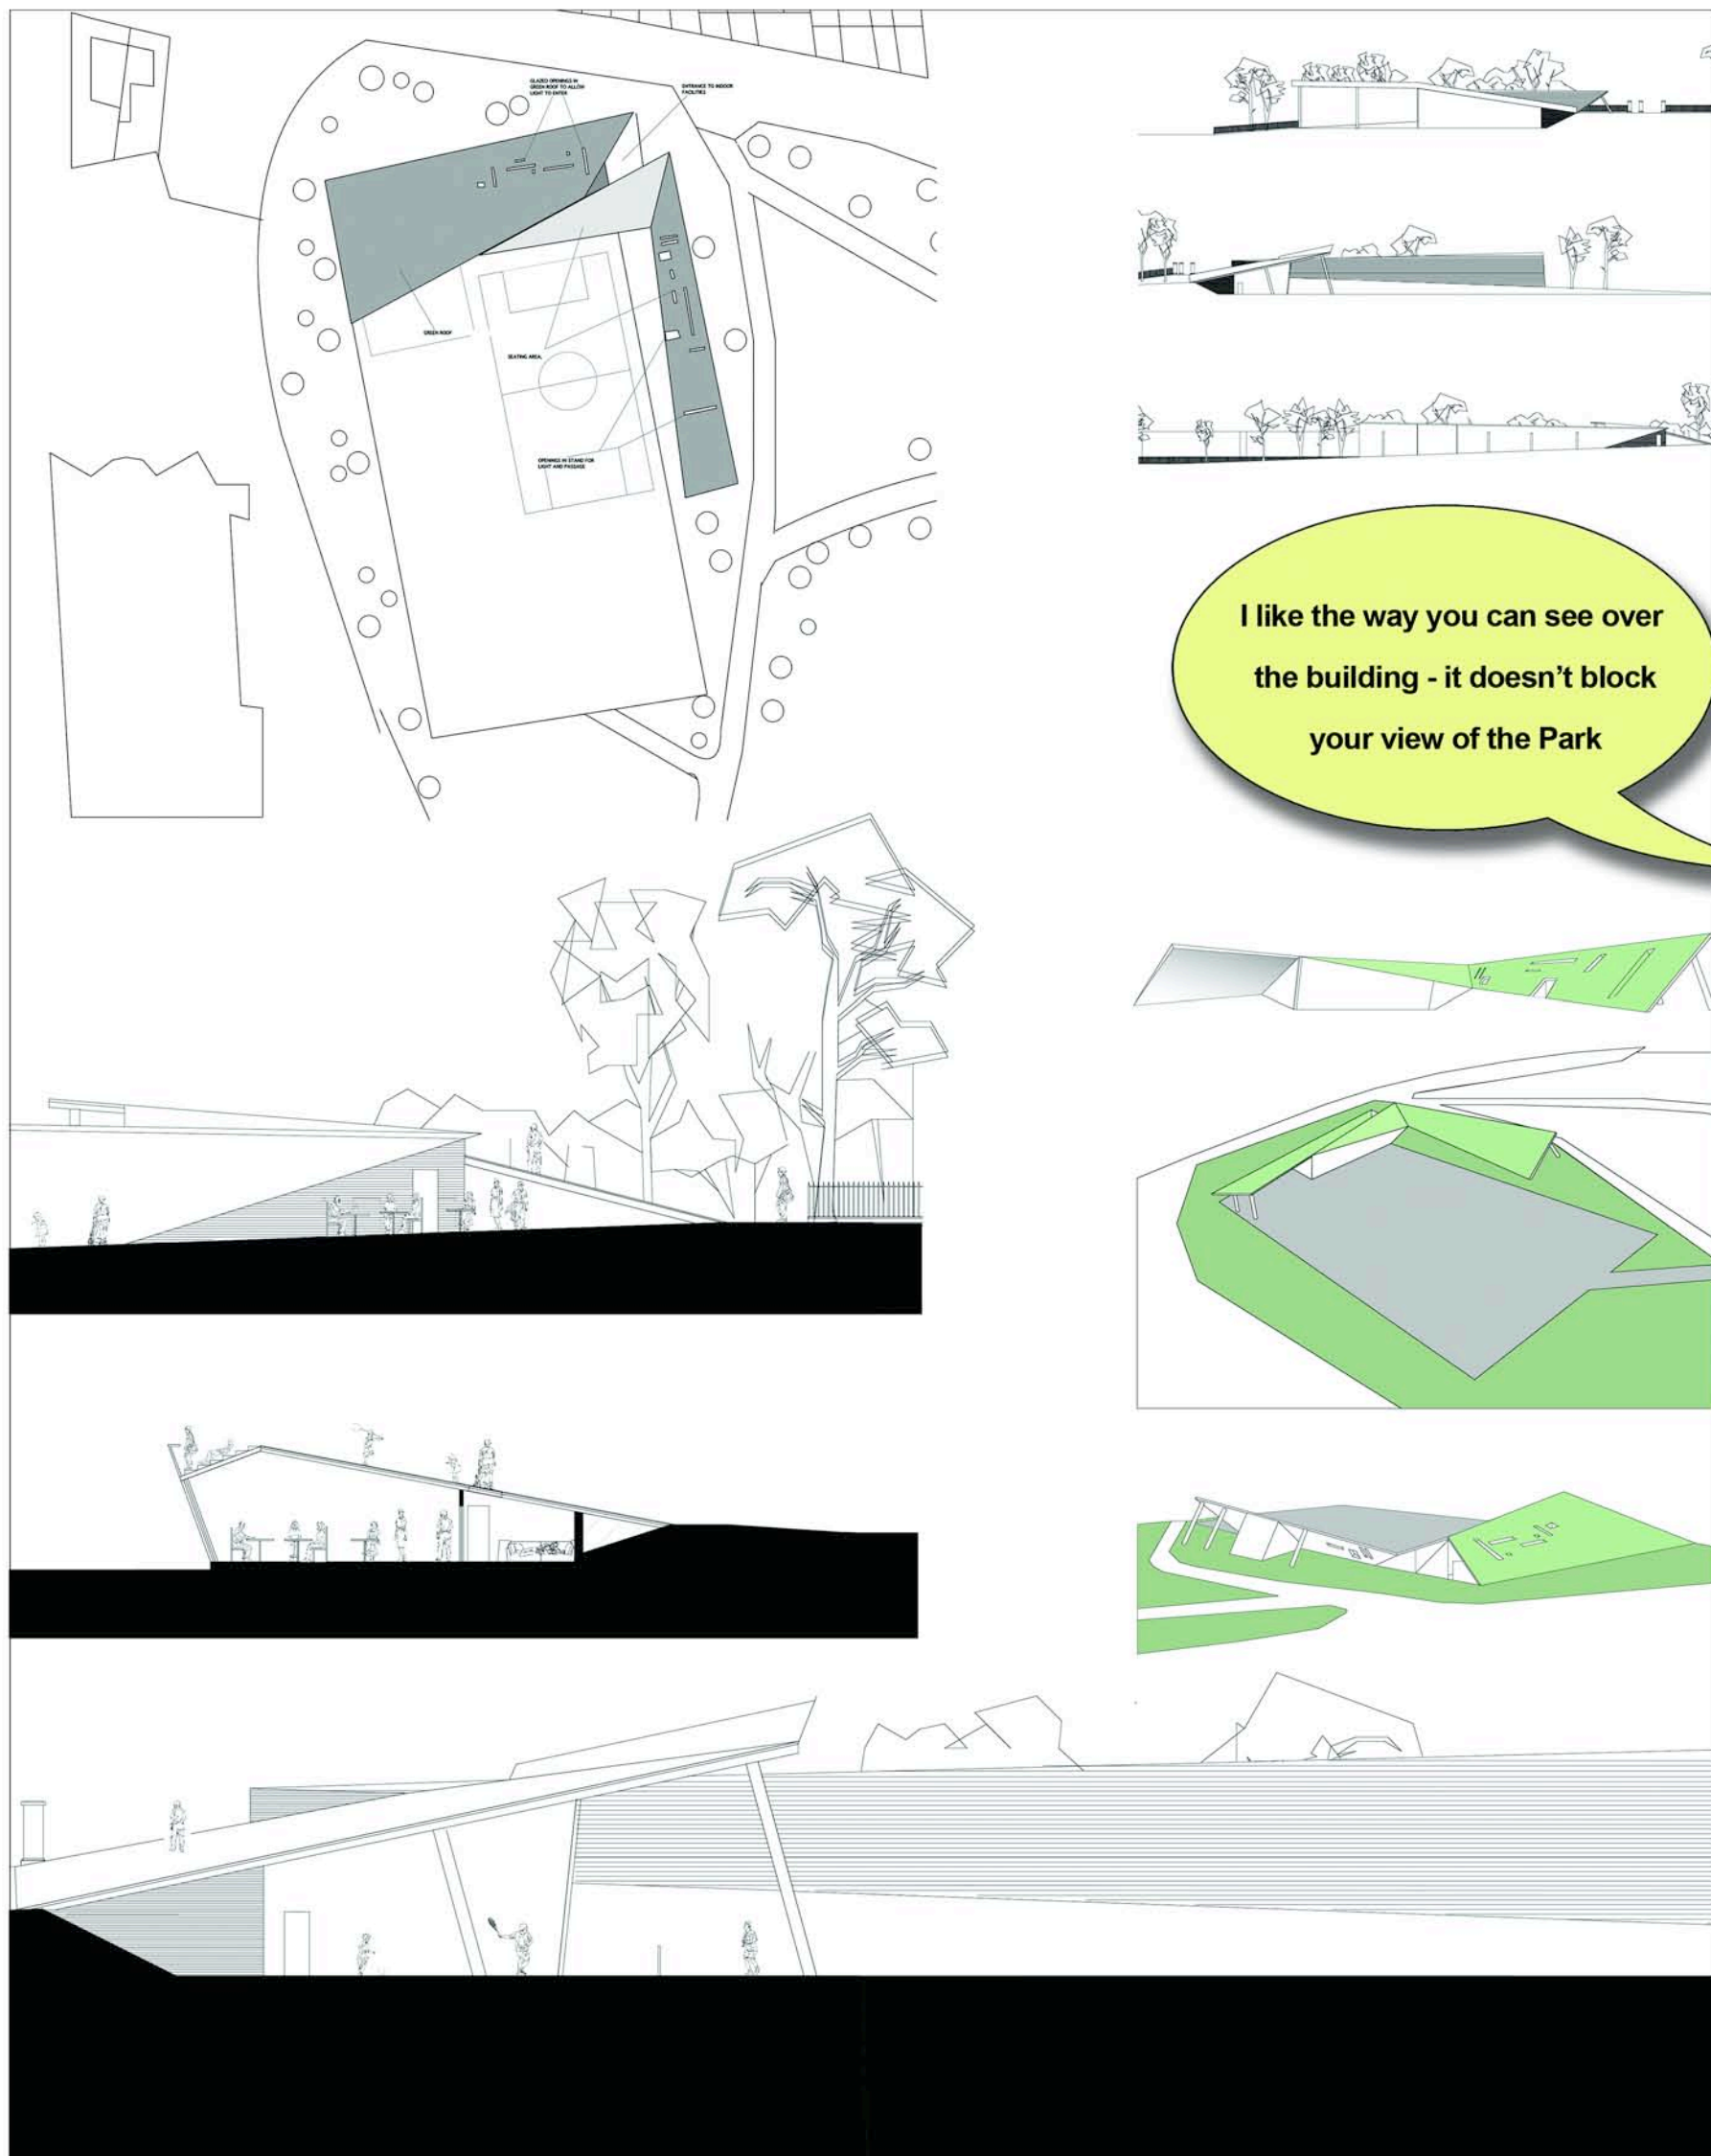 GLAZED OPENINGS IN
GREEN ROOF TO ALLOW
LIGHT TO ENTER
ENTRANCE TO INDOOR
FACILITIES
GREEN ROOF
SEATING AREA
OPENINGS IN STAND FOR
LIGHT AND PASSAGE
I like the way you can see over
the building - it doesn’t block
your view of the Park